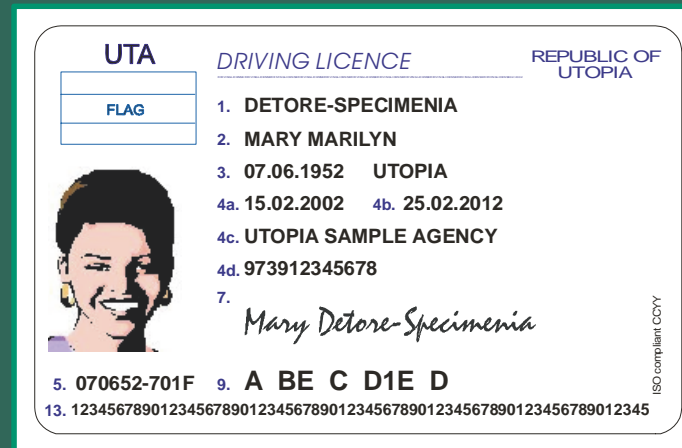 UTA
DRIVING LICENCE
REPUBLIC OF
UTOPIA
FLAG
1. DETORE-SPECIMENIA
2. MARY MARILYN
3. 07.06.1952 UTOPIA
4a. 15.02.2002 4b. 25.02.2012
4c. UTOPIA SAMPLE AGENCY
4d. 973912345678
7.
Mary Detore-Specimenia
ISO compliant CCYY
5. 070652-701F 9. A BE C D1E D
13. 1234567890123456789012345678901234567890123456789012345